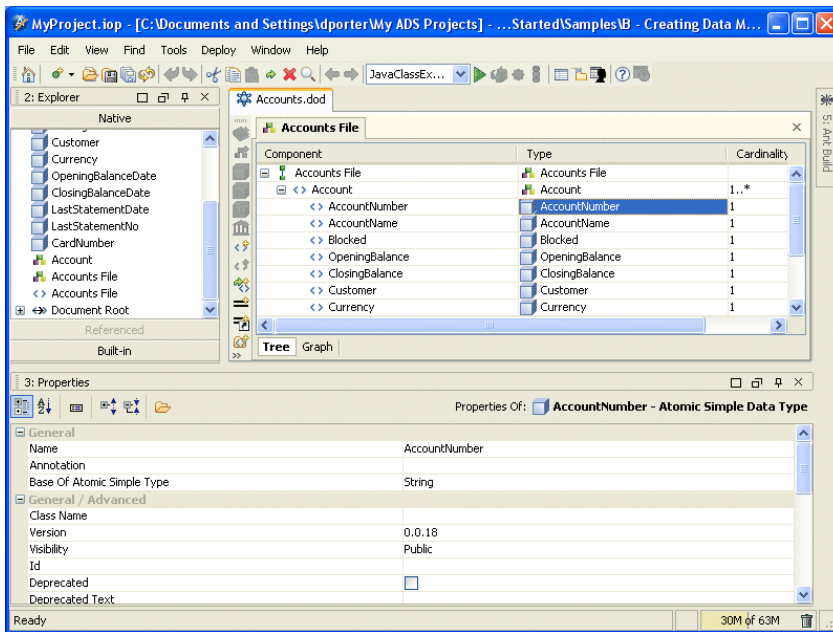 MyProject.iop - [C:\Documents and Settings\dporter\My ADS Projects] - ...Started\Samples\B - Creating Data M...
File Edit View Find Tools Deploy Window Help
JavaClassEx...
2: Explorer
Native
Customer
Currency
OpeningBalanceDate
ClosingBalanceDate
LastStatementDate
LastStatementNo
CardNumber
Account
Accounts File
Accounts File
Document Root
Referenced
Built-in
Accounts.dod
Accounts File
Component Type Cardinality
Accounts File Accounts File
Account Account 1..*
AccountNumber AccountNumber 1
AccountName AccountName 1
Blocked Blocked 1
OpeningBalance OpeningBalance 1
ClosingBalance ClosingBalance 1
Customer Customer 1
Currency Currency 1
Tree Graph
5: Ant Build
3: Properties
Properties Of: AccountNumber - Atomic Simple Data Type
General
Name AccountNumber
Annotation
Base Of Atomic Simple Type String
General / Advanced
Class Name
Version 0.0.18
Visibility Public
Id
Deprecated
Deprecated Text
Ready 30M of 63M